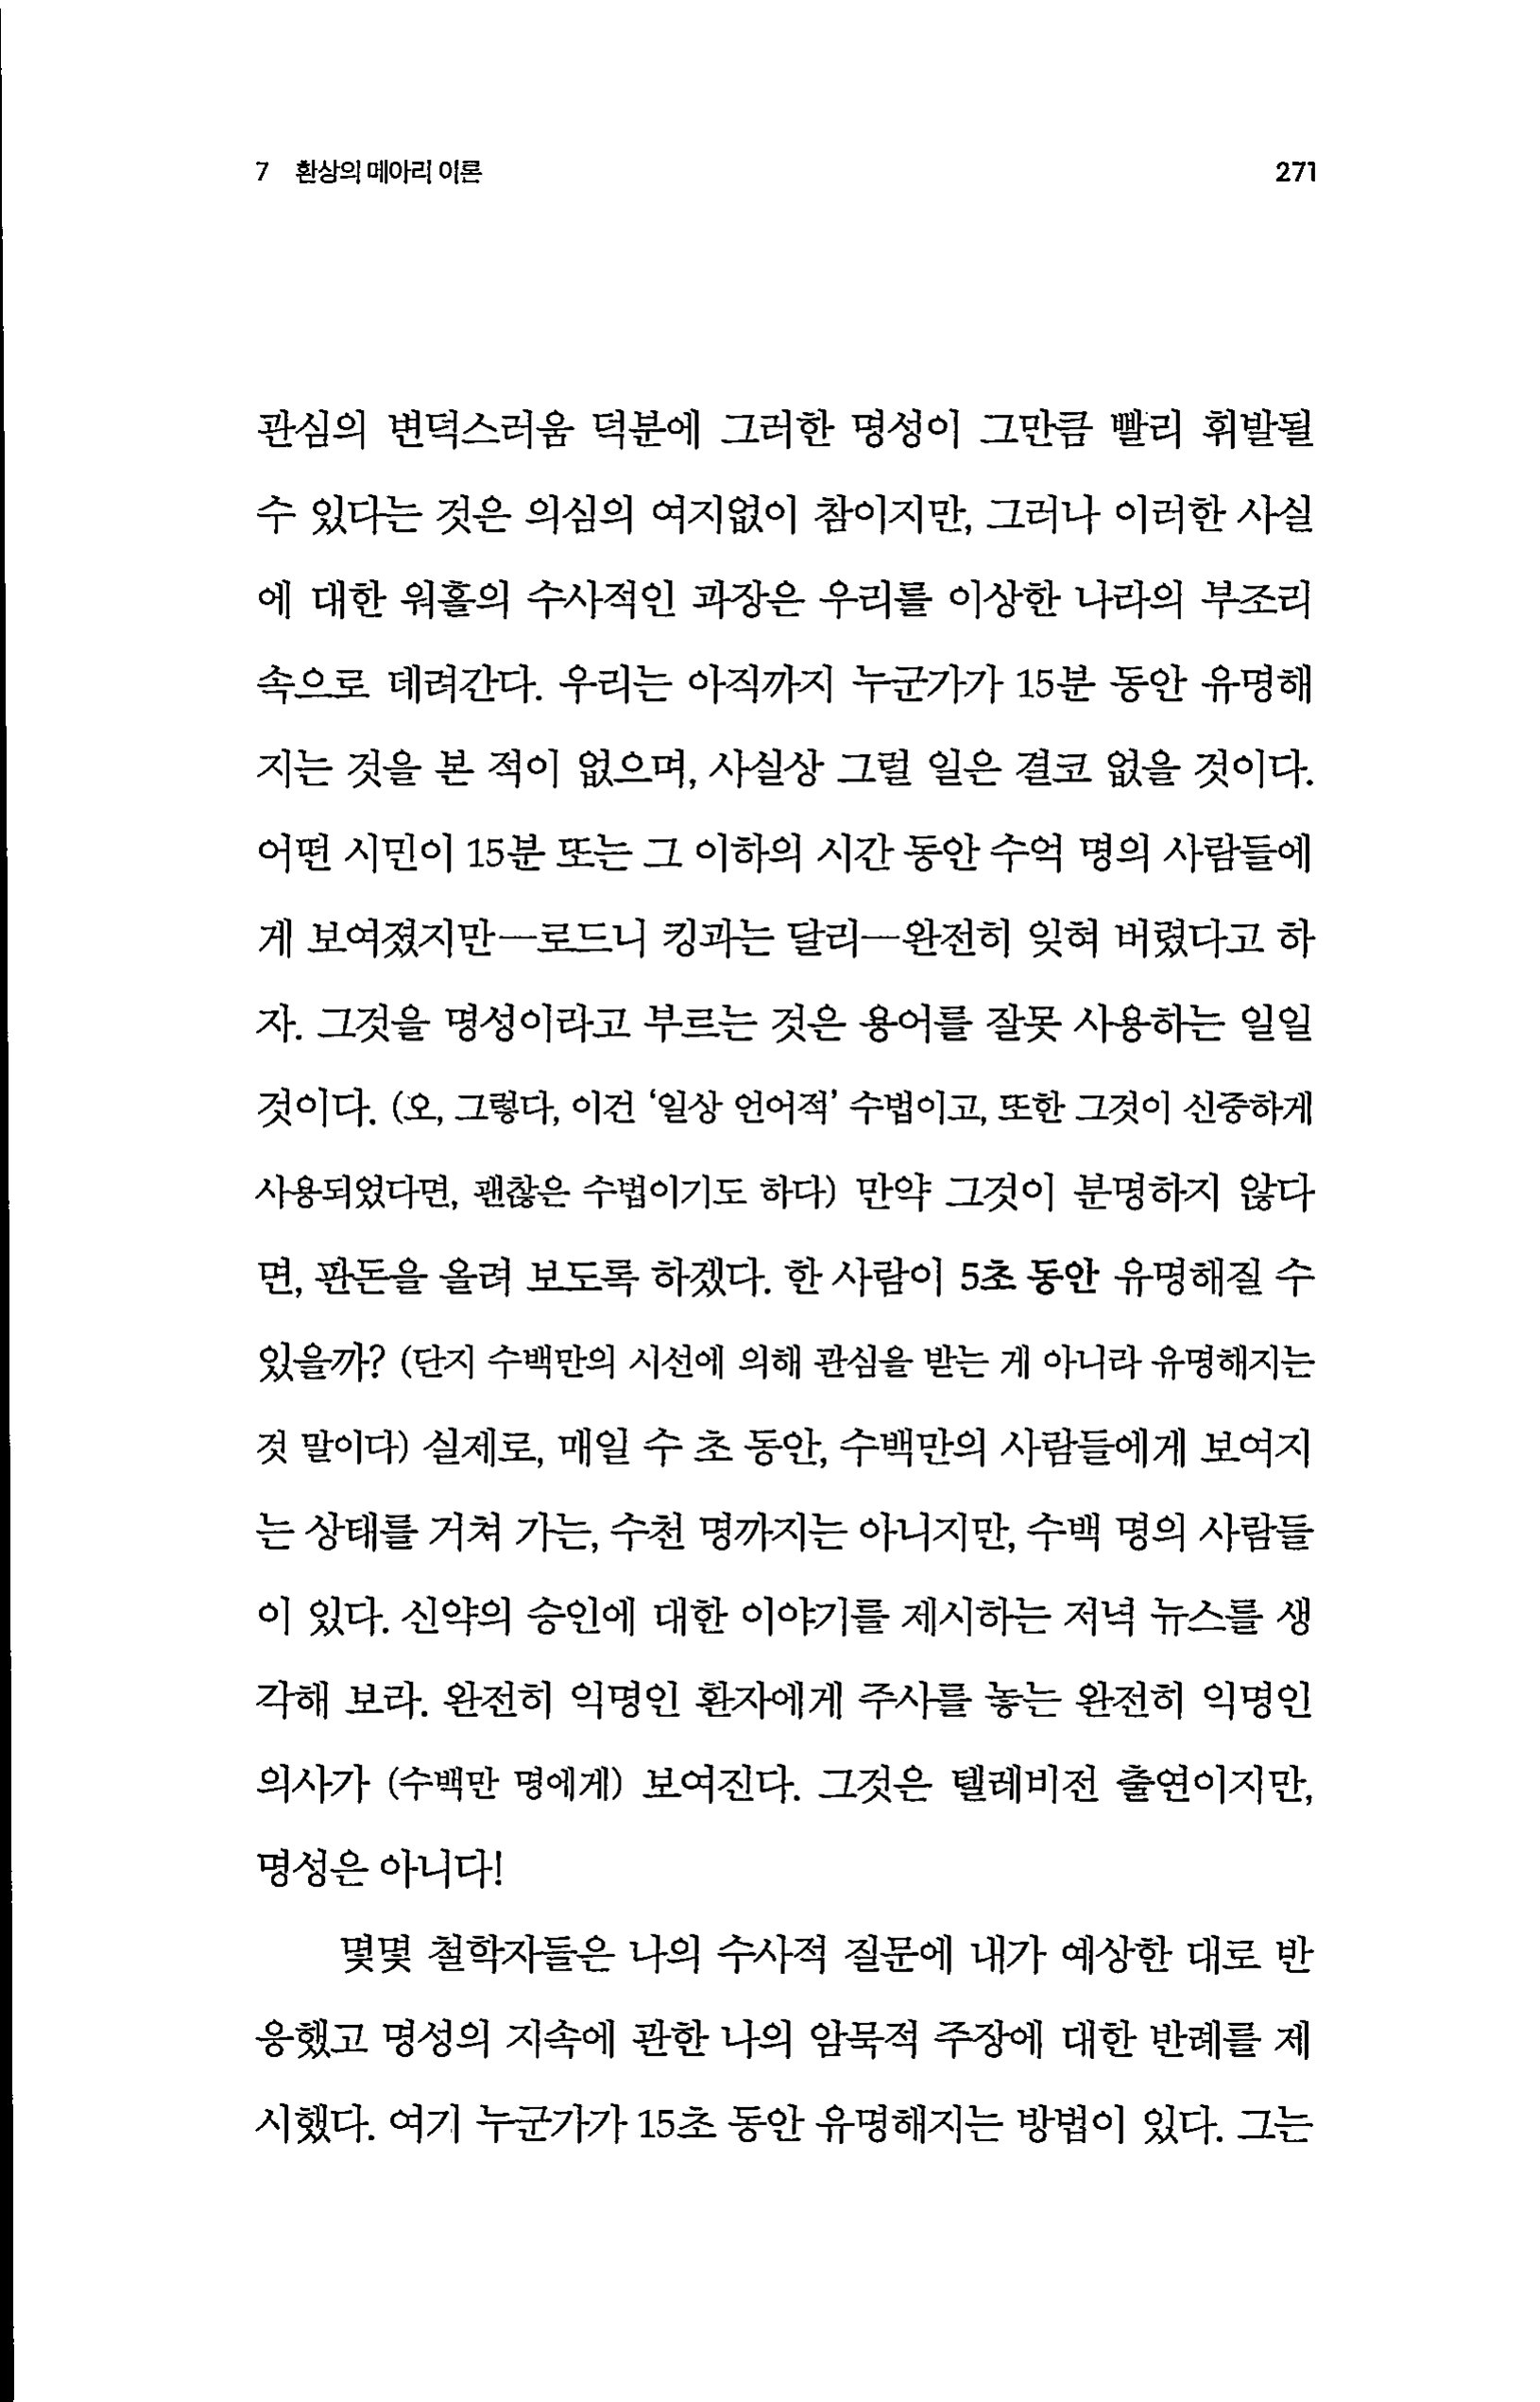 7 환상의 메아리 이론 271
관심의 변덕스러움 덕분에 그러한 명성이 그만큼 빨리 휘발될
수 있다는 것은 의심의 여지없이 참이지만, 그러나 이러한 사실
에 대한 워홀의 수사적인 과장은 우리를 이상한 나라의 부조리
속으로 데려간다. 우리는 아직까지 누군가가 15분 동안 유명해
지는 것을 본 적이 없으며, 사실상 그럴 일은 결코 없을 것이다.
어떤 시민이 15분 또는 그 이하의 시간 동안 수억 명의 사람들에
게 보여졌지만—로드니 킹과는 달리—완전히 잊혀 버렸다고 하
자. 그것을 명성이라고 부르는 것은 용어를 잘못 사용하는 일일
것이다. (오, 그렇다, 이건 ‘일상 언어적’ 수법이고, 또한 그것이 신중하게
사용되었다면, 괜찮은 수법이기도 하다) 만약 그것이 분명하지 않다
면, 판돈을 올려 보도록 하겠다. 한 사람이 5초 동안 유명해질 수
있을까? (단지 수백만의 시선에 의해 관심을 받는 게 아니라 유명해지는
것 말이다) 실제로, 매일 수 초 동안, 수백만의 사람들에게 보여지
는 상태를 거쳐 가는, 수천 명까지는 아니지만, 수백 명의 사람들
이 있다. 신약의 승인에 대한 이야기를 제시하는 저녁 뉴스를 생
각해 보라. 완전히 익명인 환자에게 주사를 놓는 완전히 익명인
의사가 (수백만 명에게) 보여진다. 그것은 텔레비전 출연이지만,
명성은 아니다!
몇몇 철학자들은 나의 수사적 질문에 내가 예상한 대로 반
응했고 명성의 지속에 관한 나의 암묵적 주장에 대한 반례를 제
시했다. 여기 누군가가 15초 동안 유명해지는 방법이 있다. 그는